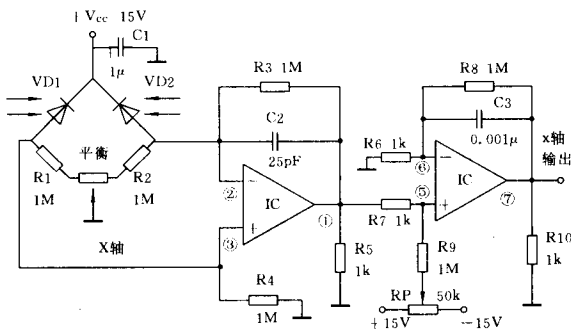 +Vcc 15V
C1
1μ
VD1
VD2
平衡
R1
1M
R2
1M
X轴
R3 1M
C2
25pF
②
-
③
+
IC
①
R4
1M
R5
1k
R6 1k
R7 1k
R8 1M
C3
0.001μ
⑥
-
⑤
+
IC
⑦
x轴
输出
R9
1M
R10
1k
RP
50k
+15V
-15V